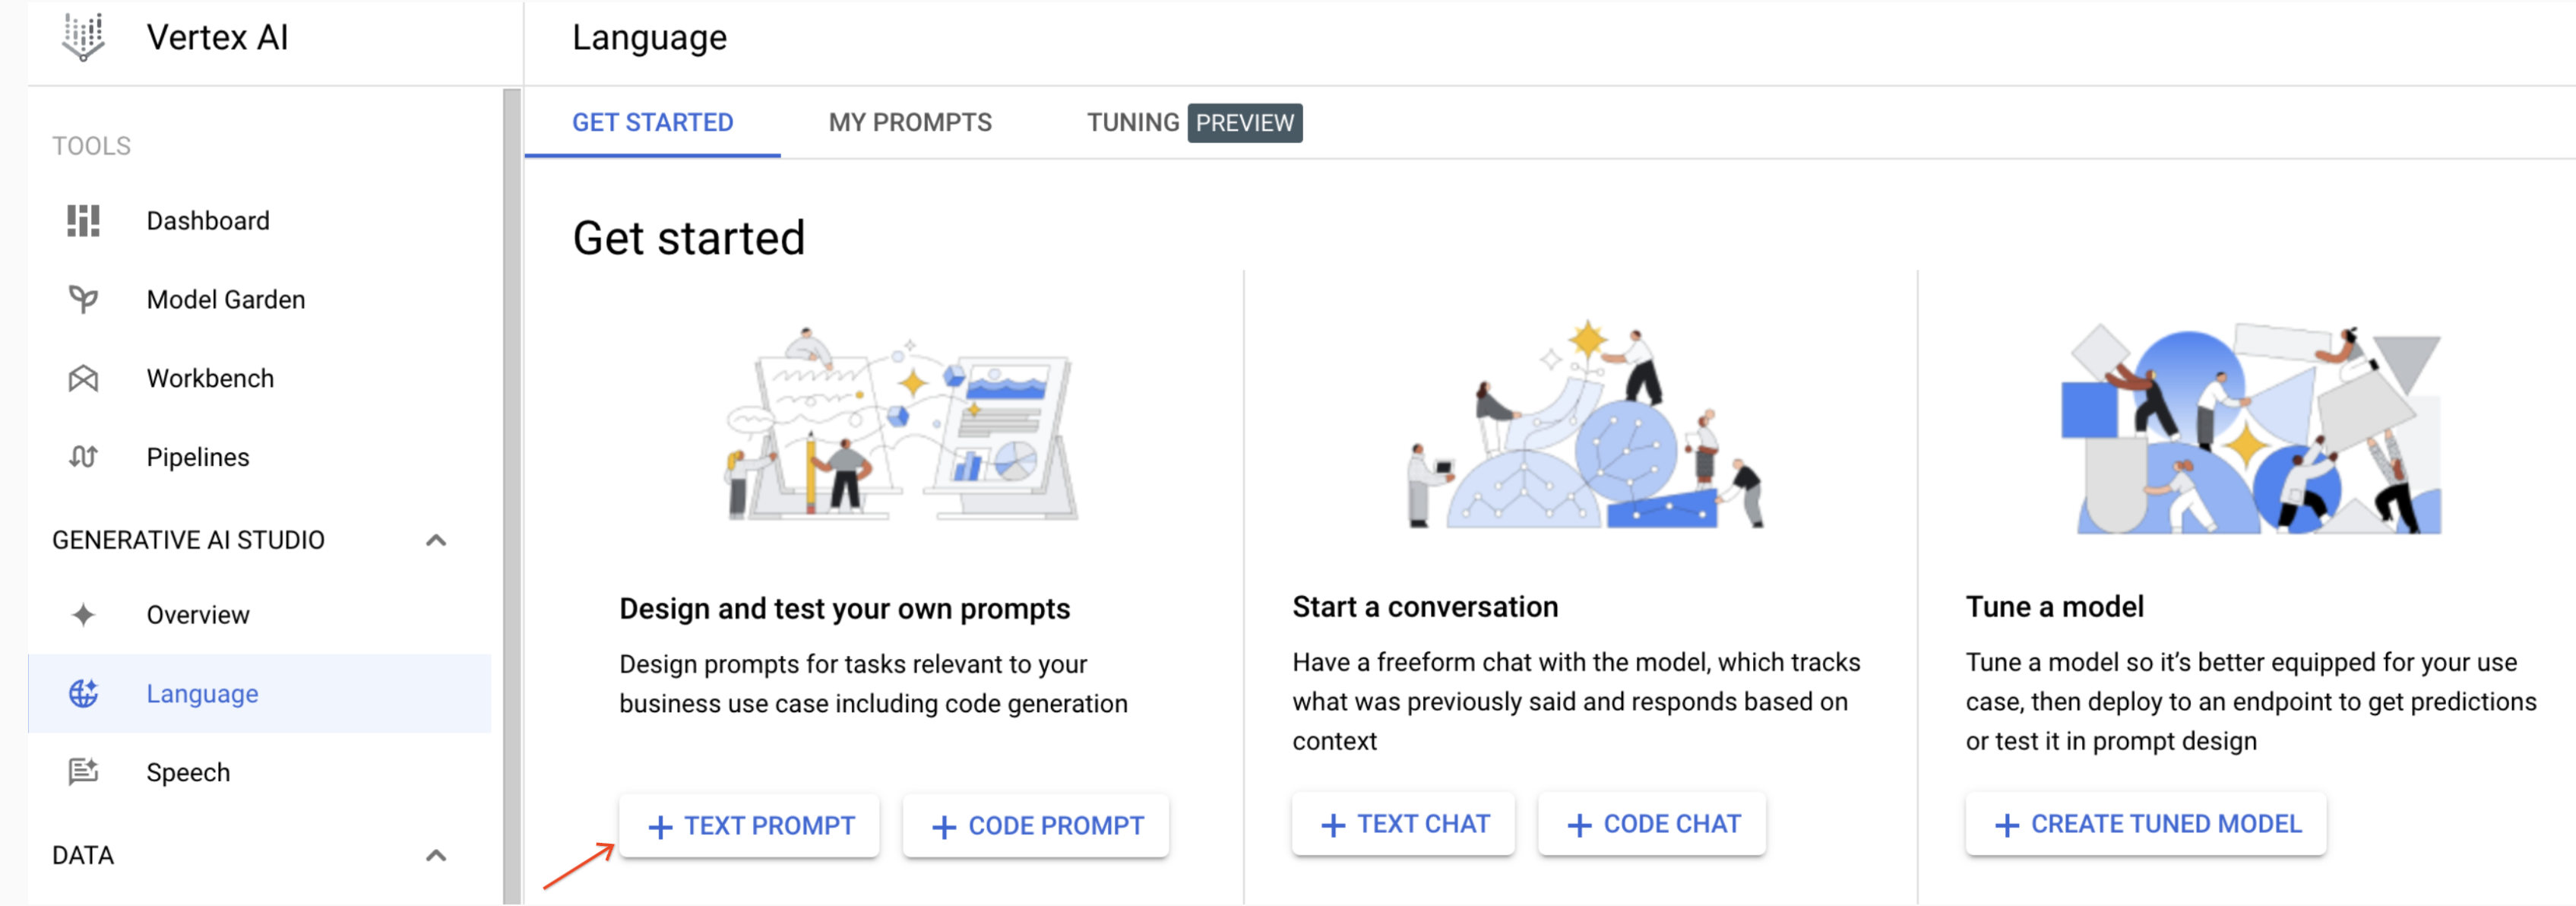 Vertex AI
TOOLS
Dashboard
Model Garden
Workbench
Pipelines
GENERATIVE AI STUDIO
Overview
Language
Speech
DATA
Language
GET STARTED
MY PROMPTS
TUNING PREVIEW
Get started
Design and test your own prompts
Design prompts for tasks relevant to your
business use case including code generation
+ TEXT PROMPT
+ CODE PROMPT
Start a conversation
Have a freeform chat with the model, which tracks
what was previously said and responds based on
context
+ TEXT CHAT
+ CODE CHAT
Tune a model
Tune a model so it’s better equipped for your use
case, then deploy to an endpoint to get predictions
or test it in prompt design
+ CREATE TUNED MODEL